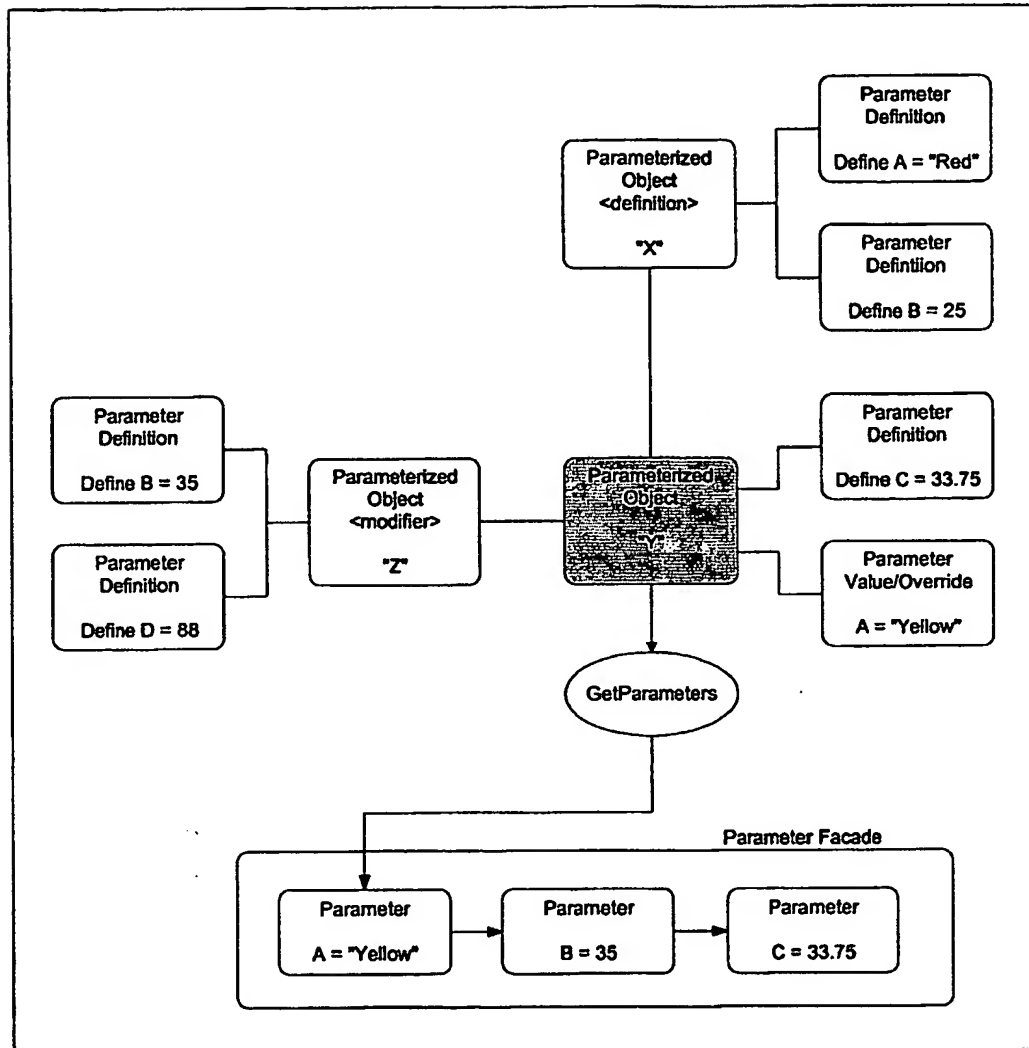 Parameter
Definition
Define A = "Red"
Parameterized
Object
<definition>
"X"
Parameter
Defintiion
Define B = 25
Parameter
Definition
Define B = 35
Parameter
Definition
Define D = 88
Parameterized
Object
<modifier>
"Z"
Parameterized
Object
"Y"
Parameter
Definition
Define C = 33.75
Parameter
Value/Override
A = "Yellow"
GetParameters
Parameter Facade
Parameter
A = "Yellow"
Parameter
B = 35
Parameter
C = 33.75